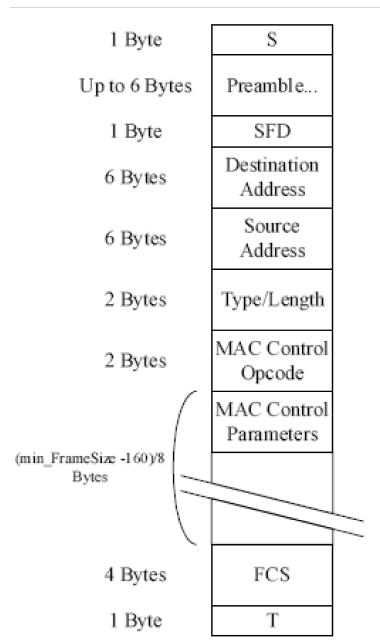 1 Byte S
Up to 6 Bytes Preamble...
1 Byte SFD
6 Bytes Destination
Address
6 Bytes Source
Address
2 Bytes Type/Length
2 Bytes MAC Control
Opcode
MAC Control
Parameters
(min_FrameSize -160)/8
Bytes
4 Bytes FCS
1 Byte T